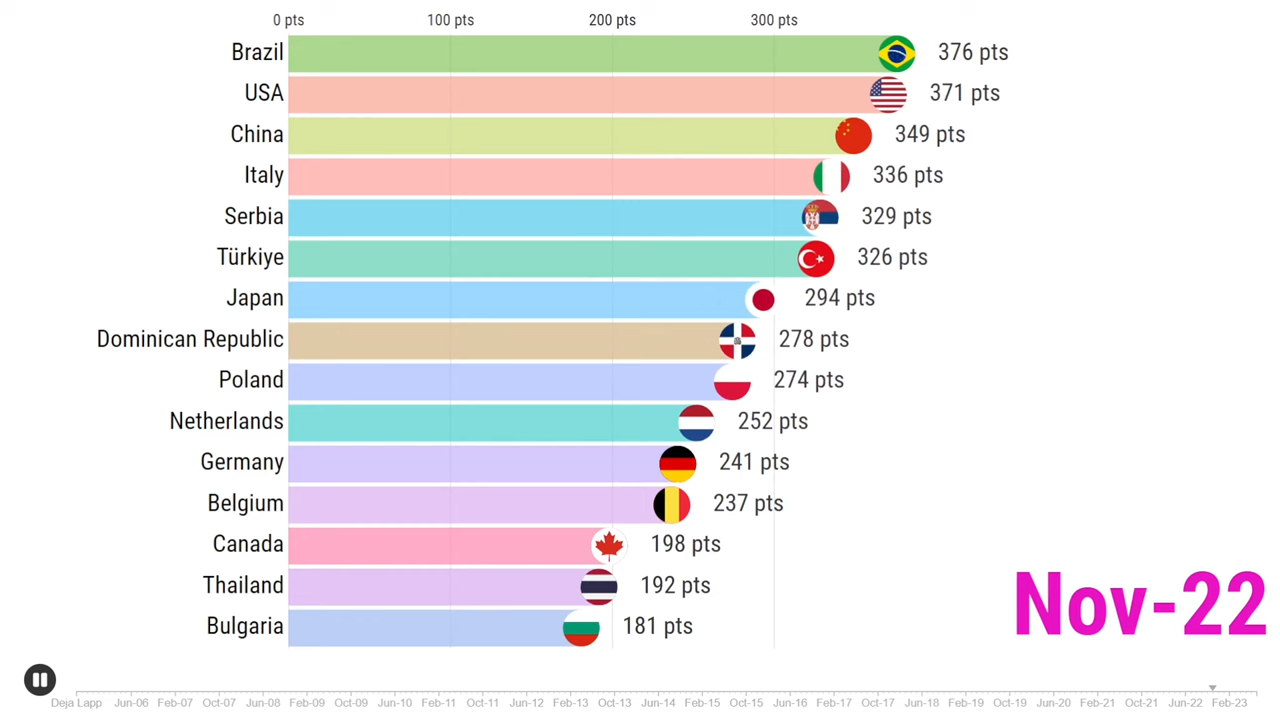 0 pts 100 pts 200 pts 300 pts
Brazil 376 pts
USA 371 pts
China 349 pts
Italy 336 pts
Serbia 329 pts
Türkiye 326 pts
Japan 294 pts
Dominican Republic 278 pts
Poland 274 pts
Netherlands 252 pts
Germany 241 pts
Belgium 237 pts
Canada 198 pts
Thailand 192 pts
Bulgaria 181 pts
Nov-22
Deja Lapp Jun-06 Feb-07 Oct-07 Jun-08 Feb-09 Oct-09 Jun-10 Feb-11 Oct-11 Jun-12 Feb-13 Oct-13 Jun-14 Feb-15 Oct-15 Jun-16 Feb-17 Oct-17 Jun-18 Feb-19 Oct-19 Jun-20 Feb-21 Oct-21 Jun-22 Feb-23